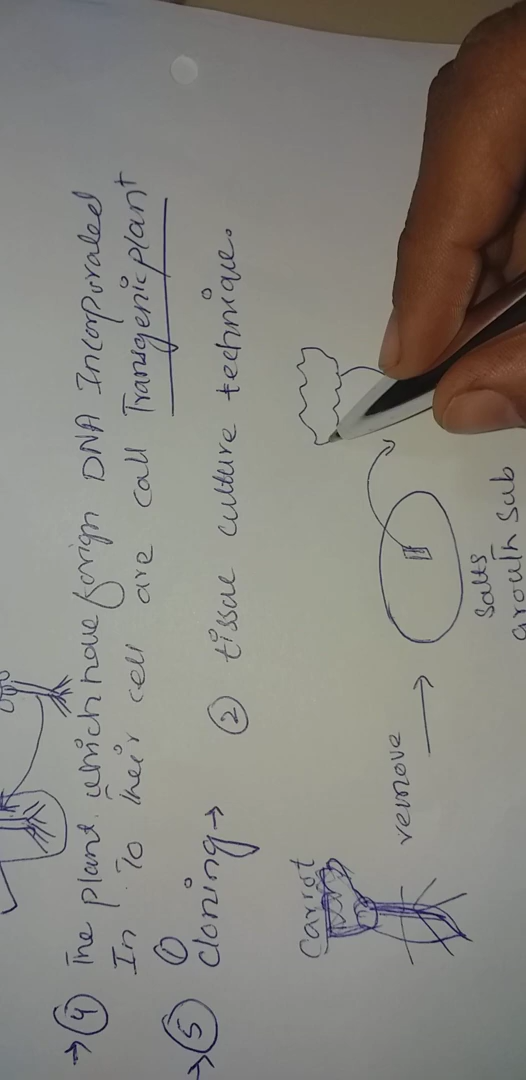 → ④ The plant, which have forign DNA Incorporated
In To their cell are call Transgenic plant
→ ⑤ ① Cloning → ② tissue culture technique.
Carrot
remove →
Salts
Growth Sub